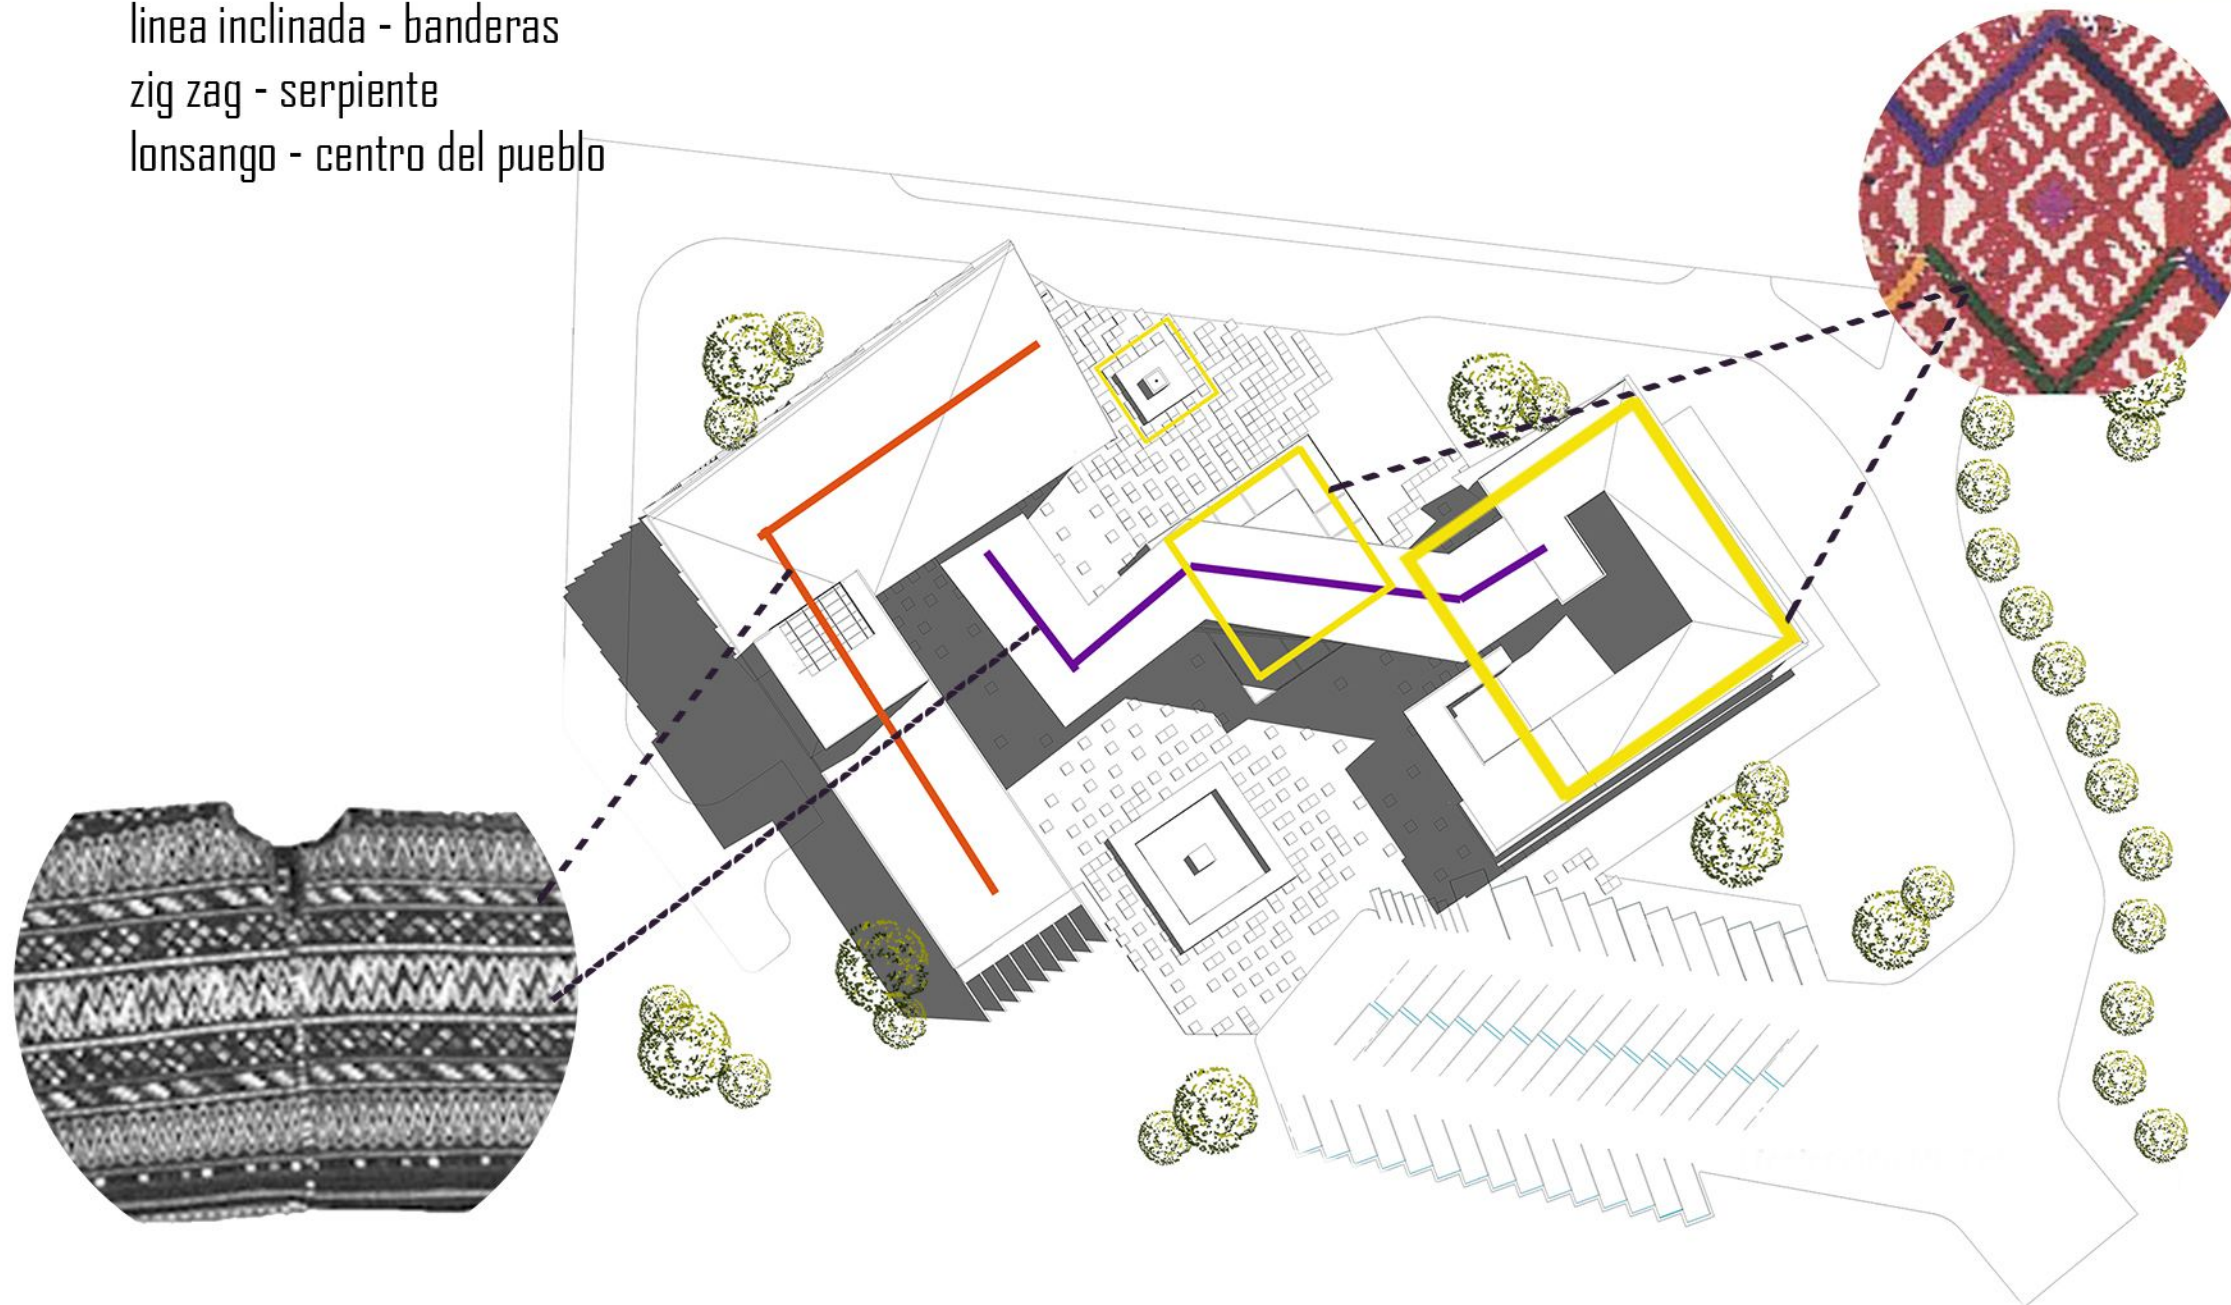 linea inclinada - banderas
zig zag - serpiente
lonsango - centro del pueblo